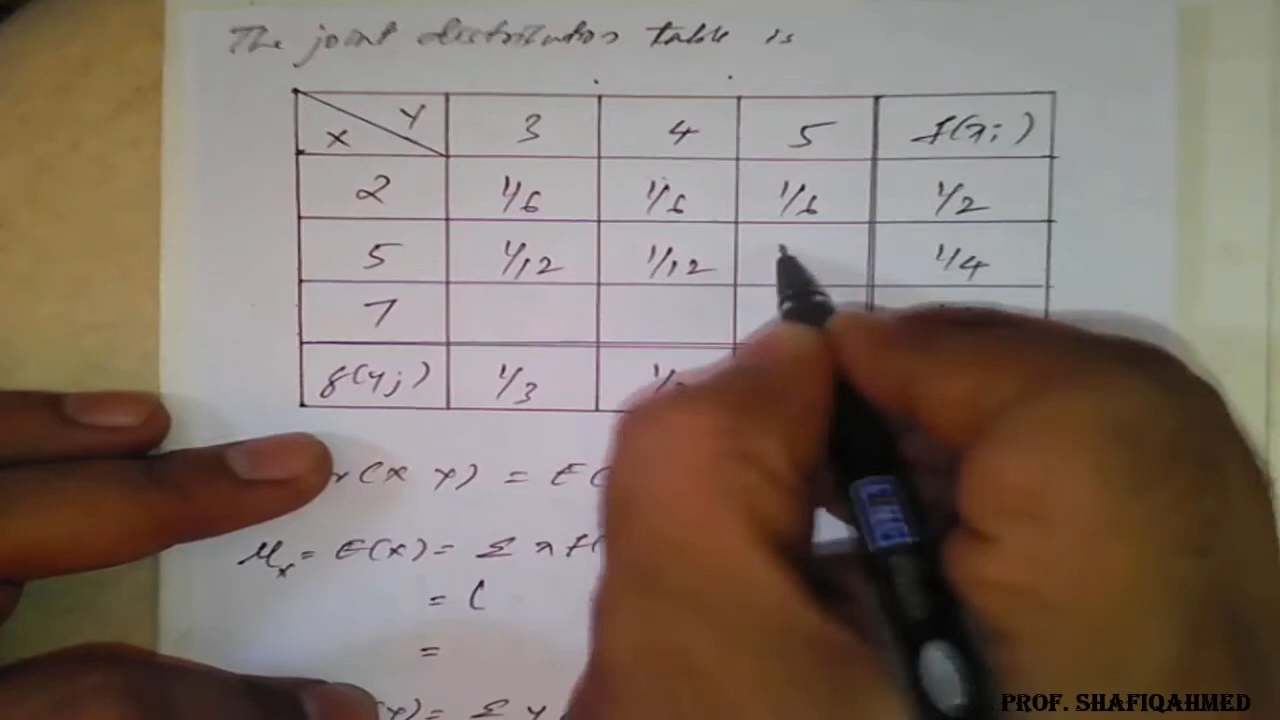 The joint distribution table is
X Y 3 4 5 f(xi)
2 1/6 1/6 1/6 1/2
5 1/12 1/12 1/4
7
g(yj) 1/3
(X Y) = E(
μx = E(X) = Σ x f(
= (
=
= Σ y
PROF. SHAFIQAHMED